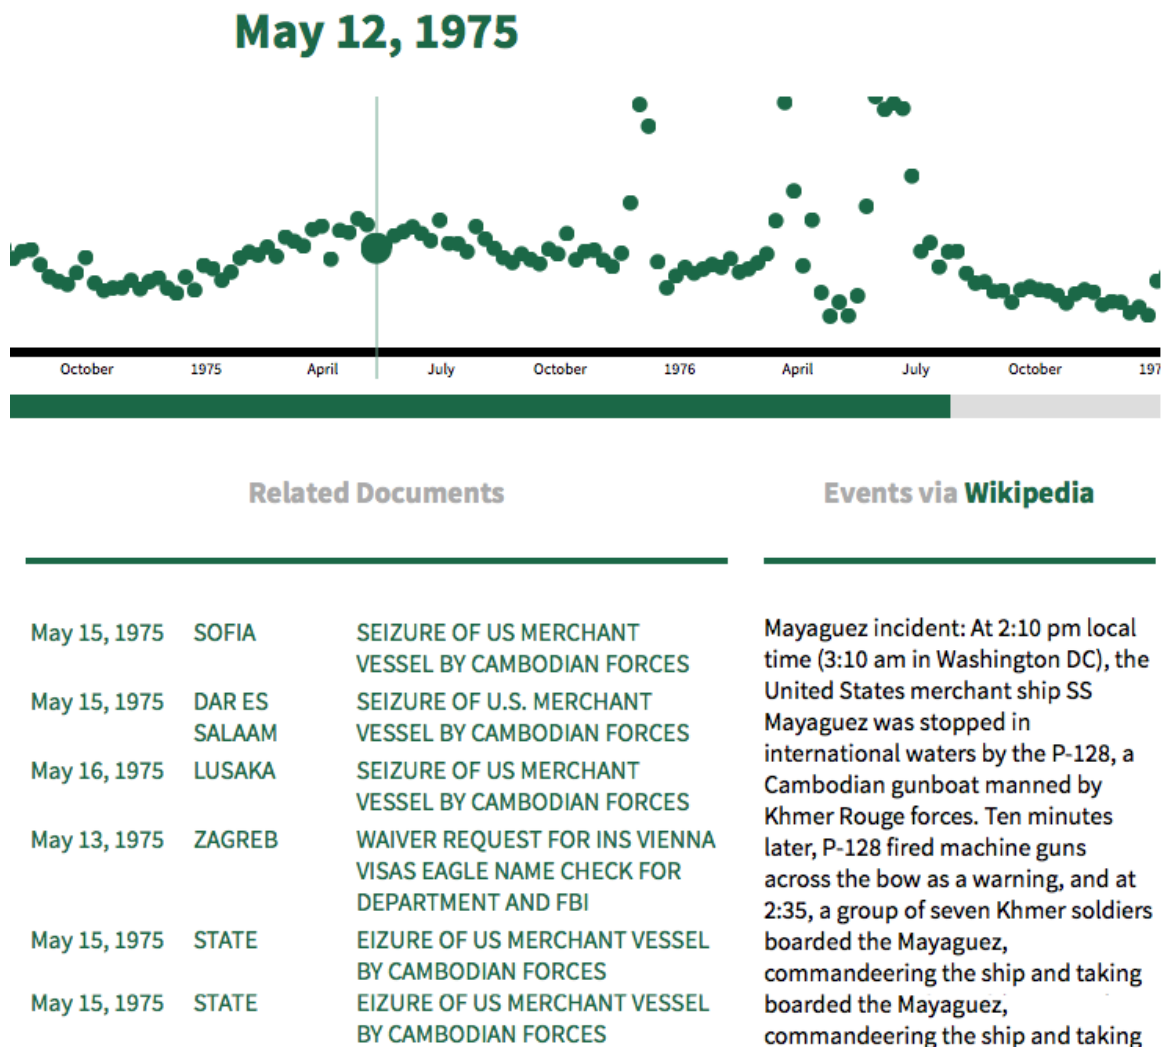 May 12, 1975
October 1975 April July October 1976 April July October 197
Related Documents
Events via Wikipedia
May 15, 1975 SOFIA SEIZURE OF US MERCHANT
VESSEL BY CAMBODIAN FORCES
May 15, 1975 DAR ES SEIZURE OF U.S. MERCHANT
SALAAM VESSEL BY CAMBODIAN FORCES
May 16, 1975 LUSAKA SEIZURE OF US MERCHANT
VESSEL BY CAMBODIAN FORCES
May 13, 1975 ZAGREB WAIVER REQUEST FOR INS VIENNA
VISAS EAGLE NAME CHECK FOR
DEPARTMENT AND FBI
May 15, 1975 STATE EIZURE OF US MERCHANT VESSEL
BY CAMBODIAN FORCES
May 15, 1975 STATE EIZURE OF US MERCHANT VESSEL
BY CAMBODIAN FORCES
Mayaguez incident: At 2:10 pm local
time (3:10 am in Washington DC), the
United States merchant ship SS
Mayaguez was stopped in
international waters by the P-128, a
Cambodian gunboat manned by
Khmer Rouge forces. Ten minutes
later, P-128 fired machine guns
across the bow as a warning, and at
2:35, a group of seven Khmer soldiers
boarded the Mayaguez,
commandeering the ship and taking
boarded the Mayaguez,
commandeering the ship and taking